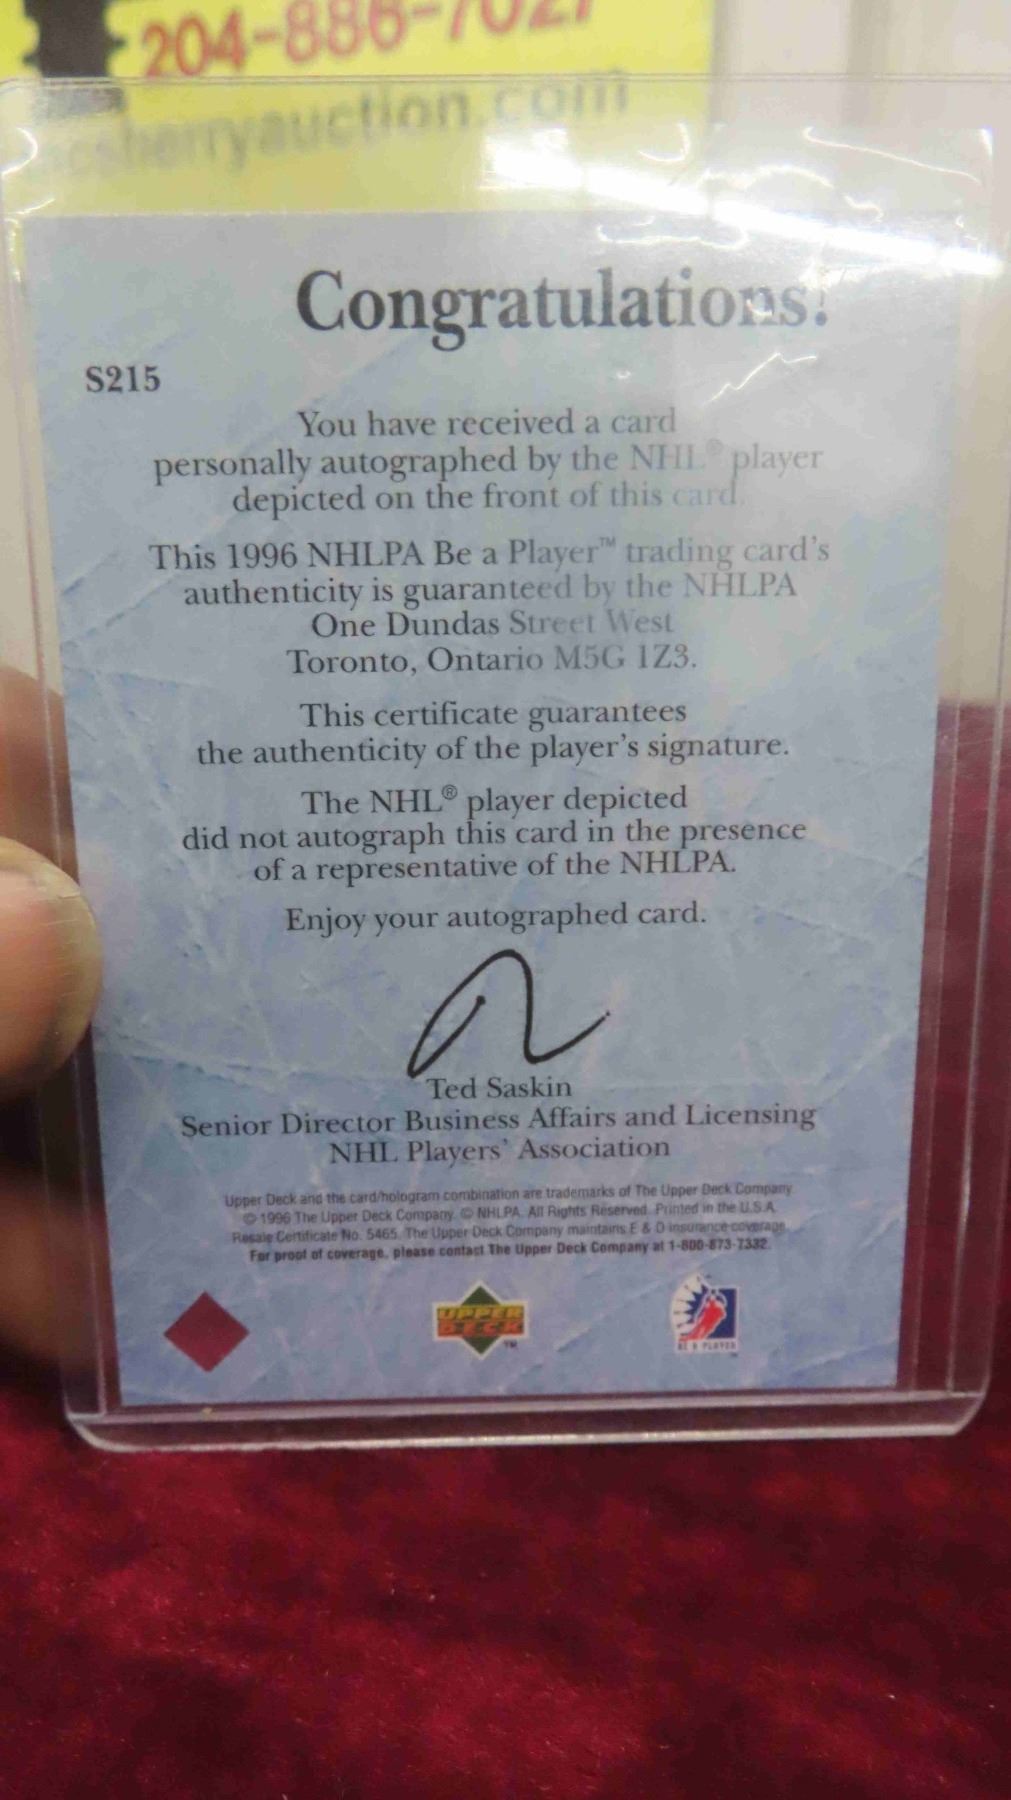 204-886-7027
mcsherryauction.com
Congratulations!
S215
You have received a card
personally autographed by the NHL® player
depicted on the front of this card.
This 1996 NHLPA Be a Player™ trading card's
authenticity is guaranteed by the NHLPA
One Dundas Street West
Toronto, Ontario M5G 1Z3.
This certificate guarantees
the authenticity of the player's signature.
The NHL® player depicted
did not autograph this card in the presence
of a representative of the NHLPA.
Enjoy your autographed card.
Ted Saskin
Senior Director Business Affairs and Licensing
NHL Players' Association
Upper Deck and the card/hologram combination are trademarks of The Upper Deck Company.
© 1996 The Upper Deck Company. © NHLPA. All Rights Reserved. Printed in the U.S.A.
Resale Certificate No. 5465. The Upper Deck Company maintains E & O insurance coverage.
For proof of coverage, please contact The Upper Deck Company at 1-800-873-7332.
UPPER
DECK
™
BE A PLAYER